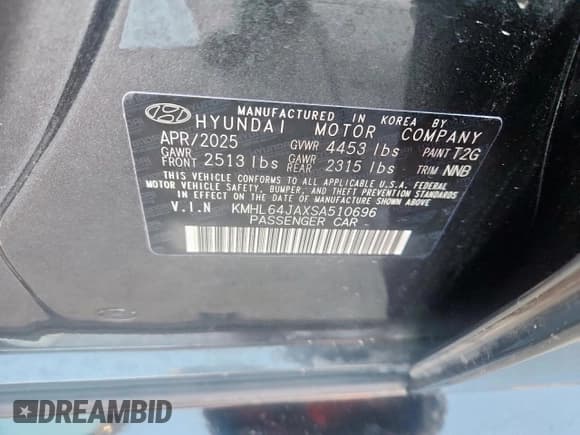 MANUFACTURED IN KOREA BY
HYUNDAI MOTOR COMPANY
APR/2025 GVWR 4453 lbs PAINT T2G
GAWR FRONT 2513 lbs GAWR REAR 2315 lbs TRIM NNB
THIS VEHICLE CONFORMS TO ALL APPLICABLE U.S.A. FEDERAL
MOTOR VEHICLE SAFETY, BUMPER, AND THEFT PREVENTION STANDARDS
IN EFFECT ON THE DATE OF MANUFACTURE SHOWN ABOVE
V.I.N KMHL64JAXSA510696
PASSENGER CAR
DREAMBID